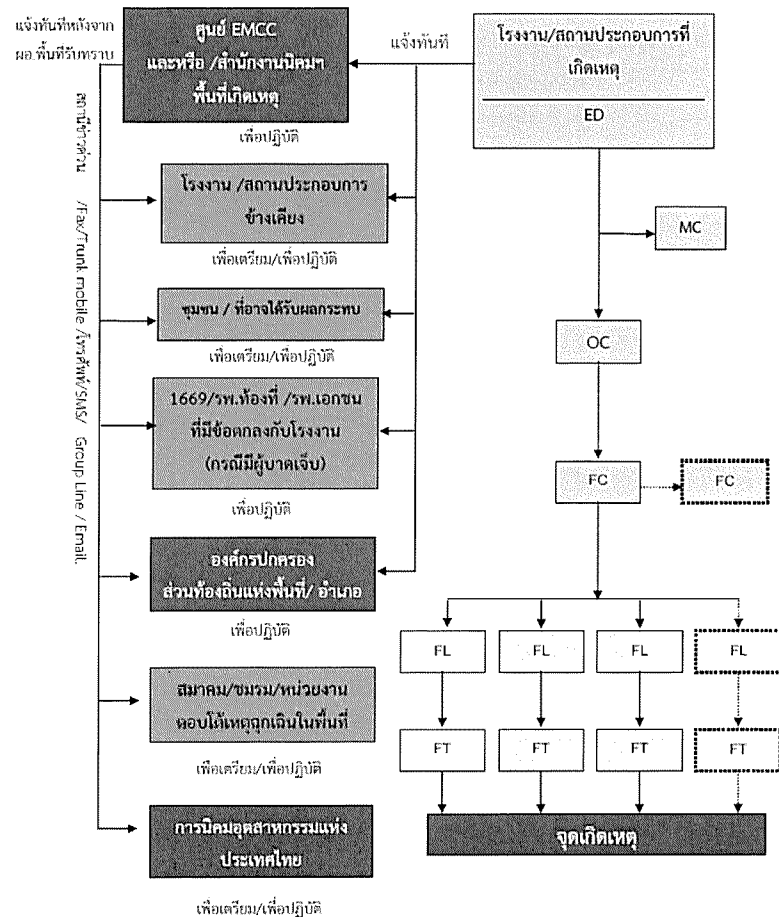 แจ้งทันทีหลังจาก
ผอ.พื้นที่รับทราบ
ศูนย์ EMCC
และหรือ /สำนักงานนิคมฯ
พื้นที่เกิดเหตุ
เพื่อปฏิบัติ
แจ้งทันที
โรงงาน/สถานประกอบการที่
เกิดเหตุ
ED
สถานีข่าวด่วน /Fax/Trunk mobile /โทรศัพท์/SMS/ Group Line / Email.
โรงงาน /สถานประกอบการ
ข้างเคียง
เพื่อเตรียม/เพื่อปฏิบัติ
MC
ชุมชน / ที่อาจได้รับผลกระทบ
เพื่อเตรียม/เพื่อปฏิบัติ
OC
1669/รพ.ท้องที่ /รพ.เอกชน
ที่มีข้อตกลงกับโรงงาน
(กรณีมีผู้บาดเจ็บ)
เพื่อปฏิบัติ
FC
FC
องค์กรปกครอง
ส่วนท้องถิ่นแห่งพื้นที่/ อำเภอ
เพื่อปฏิบัติ
FL
FL
FL
FL
สมาคม/ชมรม/หน่วยงาน
ตอบโต้เหตุฉุกเฉินในพื้นที่
เพื่อเตรียม/เพื่อปฏิบัติ
FT
FT
FT
FT
การนิคมอุตสาหกรรมแห่ง
ประเทศไทย
เพื่อเตรียม/เพื่อปฏิบัติ
จุดเกิดเหตุ